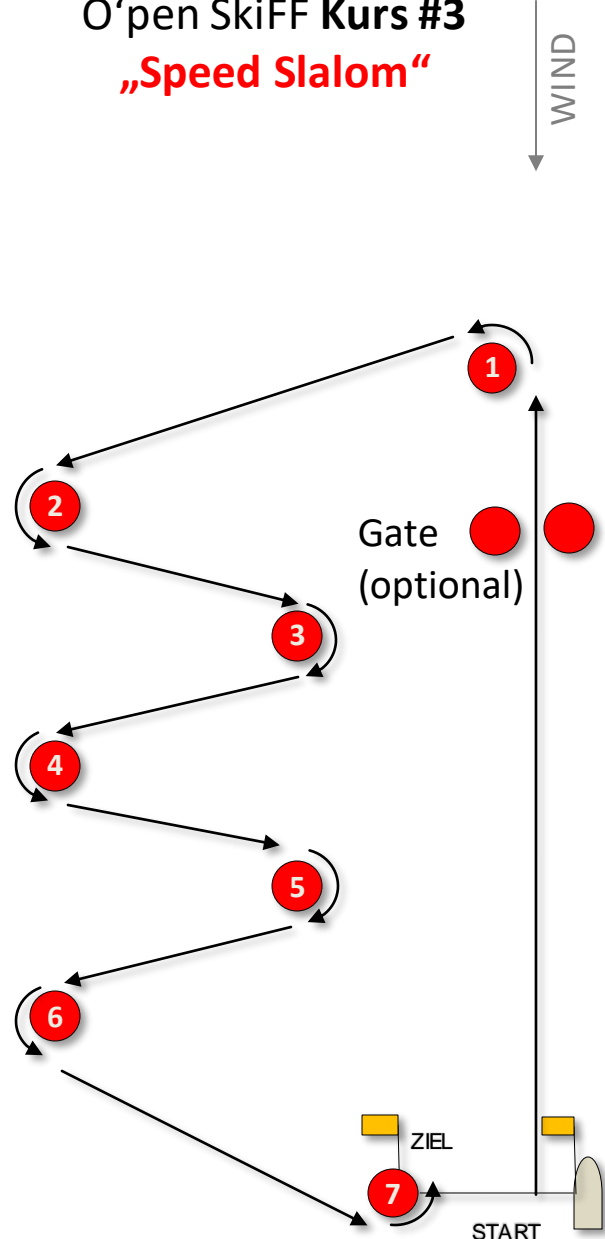 O‘pen SkiFF Kurs #3
„Speed Slalom“
WIND
1
2
Gate
(optional)
3
4
5
6
ZIEL
7
START